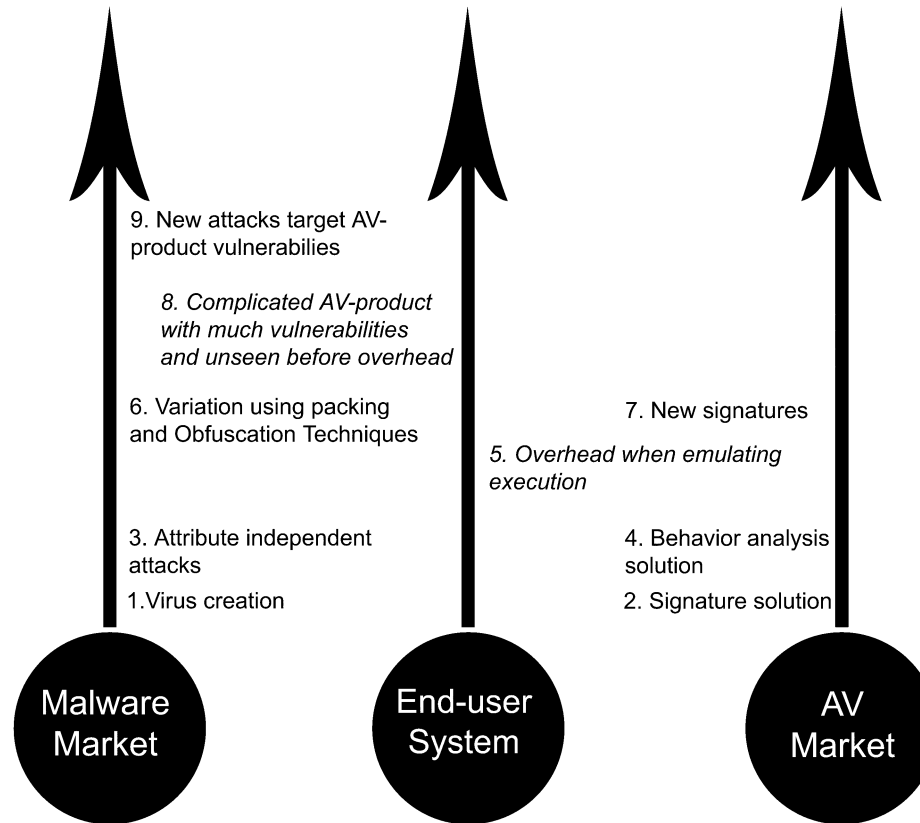 9. New attacks target AV-
product vulnerabilies
8. Complicated AV-product
with much vulnerabilities
and unseen before overhead
6. Variation using packing
and Obfuscation Techniques
7. New signatures
5. Overhead when emulating
execution
3. Attribute independent
attacks
4. Behavior analysis
solution
1.Virus creation
2. Signature solution
Malware
Market
End-user
System
AV
Market